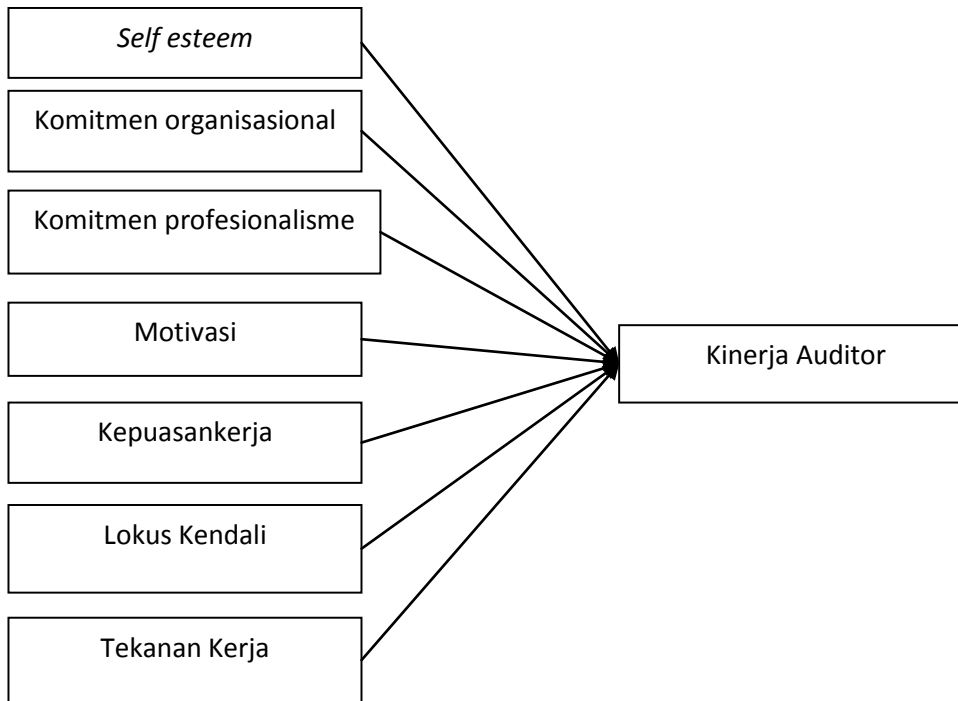 Self esteem
Komitmen organisasional
Komitmen profesionalisme
Motivasi
Kinerja Auditor
Kepuasankerja
Lokus Kendali
Tekanan Kerja